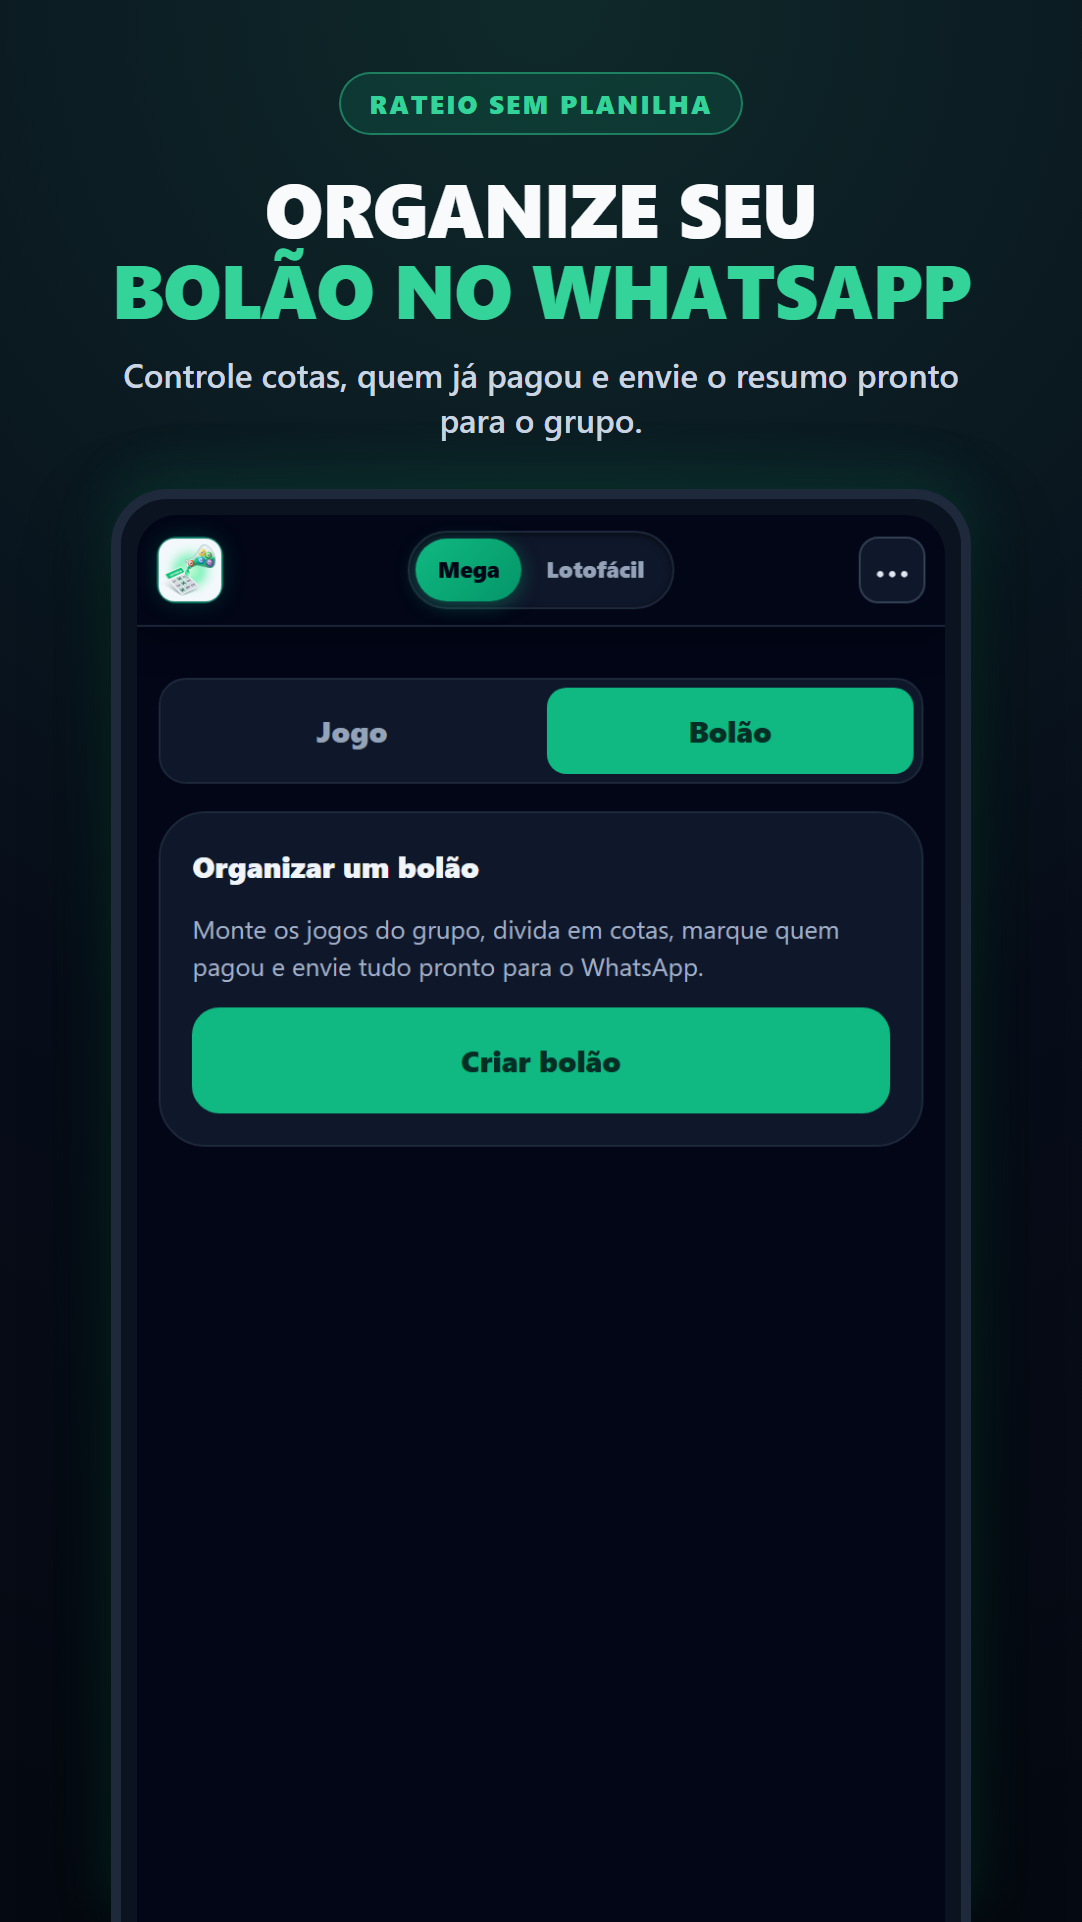 RATEIO SEM PLANILHA
ORGANIZE SEU
BOLÃO NO WHATSAPP
Controle cotas, quem já pagou e envie o resumo pronto
para o grupo.
Mega
Lotofácil
Jogo
Bolão
Organizar um bolão
Monte os jogos do grupo, divida em cotas, marque quem
pagou e envie tudo pronto para o WhatsApp.
Criar bolão